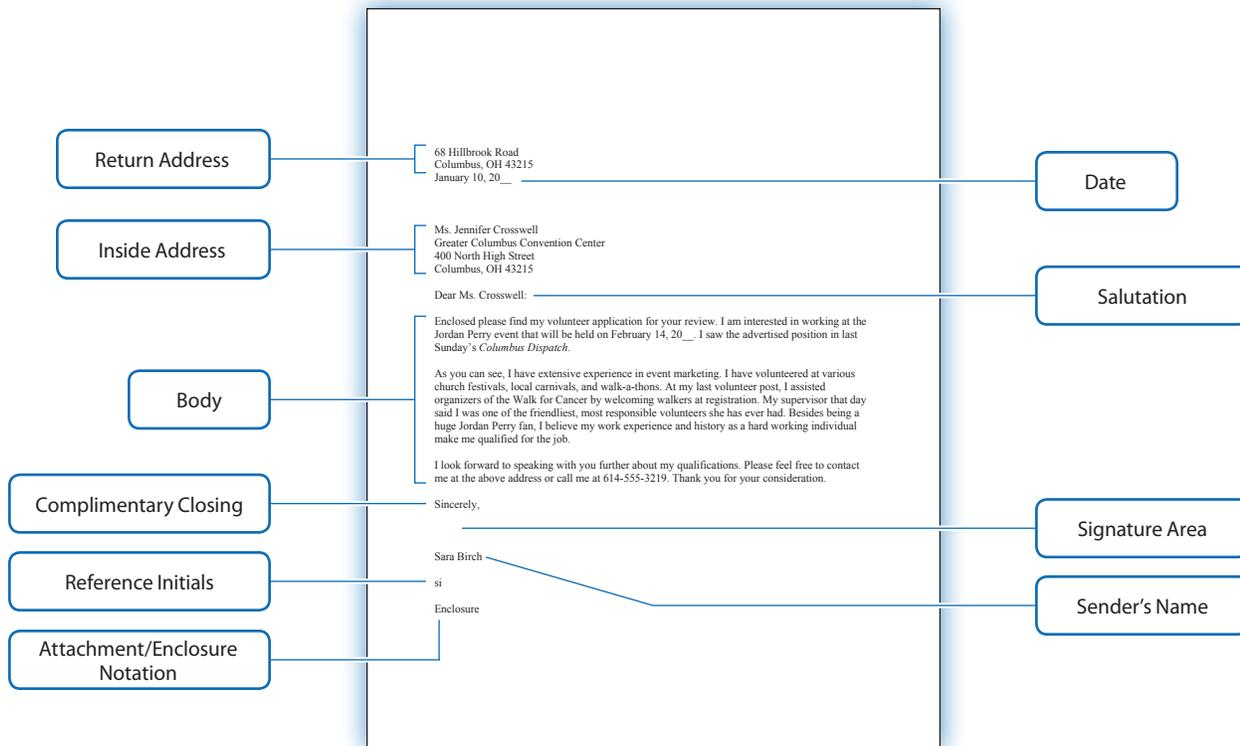 Return Address
68 Hillbrook Road
Columbus, OH 43215
January 10, 20__
Date
Inside Address
Ms. Jennifer Crosswell
Greater Columbus Convention Center
400 North High Street
Columbus, OH 43215
Dear Ms. Crosswell:
Salutation
Body
Enclosed please find my volunteer application for your review. I am interested in working at the
Jordan Perry event that will be held on February 14, 20__. I saw the advertised position in last
Sunday’s Columbus Dispatch.
As you can see, I have extensive experience in event marketing. I have volunteered at various
church festivals, local carnivals, and walk-a-thons. At my last volunteer post, I assisted
organizers of the Walk for Cancer by welcoming walkers at registration. My supervisor that day
said I was one of the friendliest, most responsible volunteers she has ever had. Besides being a
huge Jordan Perry fan, I believe my work experience and history as a hard working individual
make me qualified for the job.
I look forward to speaking with you further about my qualifications. Please feel free to contact
me at the above address or call me at 614-555-3219. Thank you for your consideration.
Complimentary Closing
Sincerely,
Signature Area
Sara Birch
Sender’s Name
Reference Initials
si
Enclosure
Attachment/Enclosure
Notation